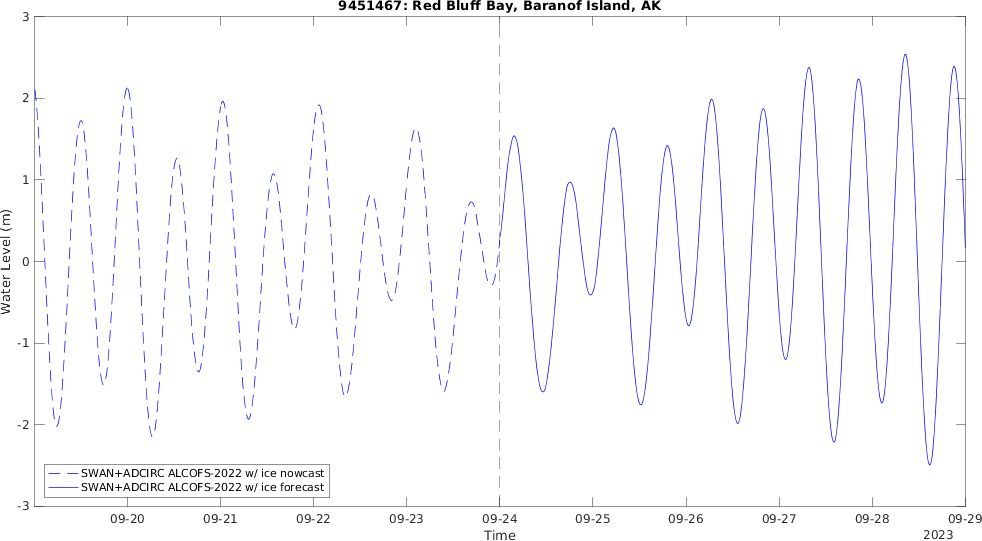 9451467: Red Bluff Bay, Baranof Island, AK
3
2
1
0
-1
-2
-3
Water Level (m)
SWAN+ADCIRC ALCOFS-2022 w/ ice nowcast
SWAN+ADCIRC ALCOFS-2022 w/ ice forecast
09-20 09-21 09-22 09-23 09-24 09-25 09-26 09-27 09-28 09-29
Time
2023